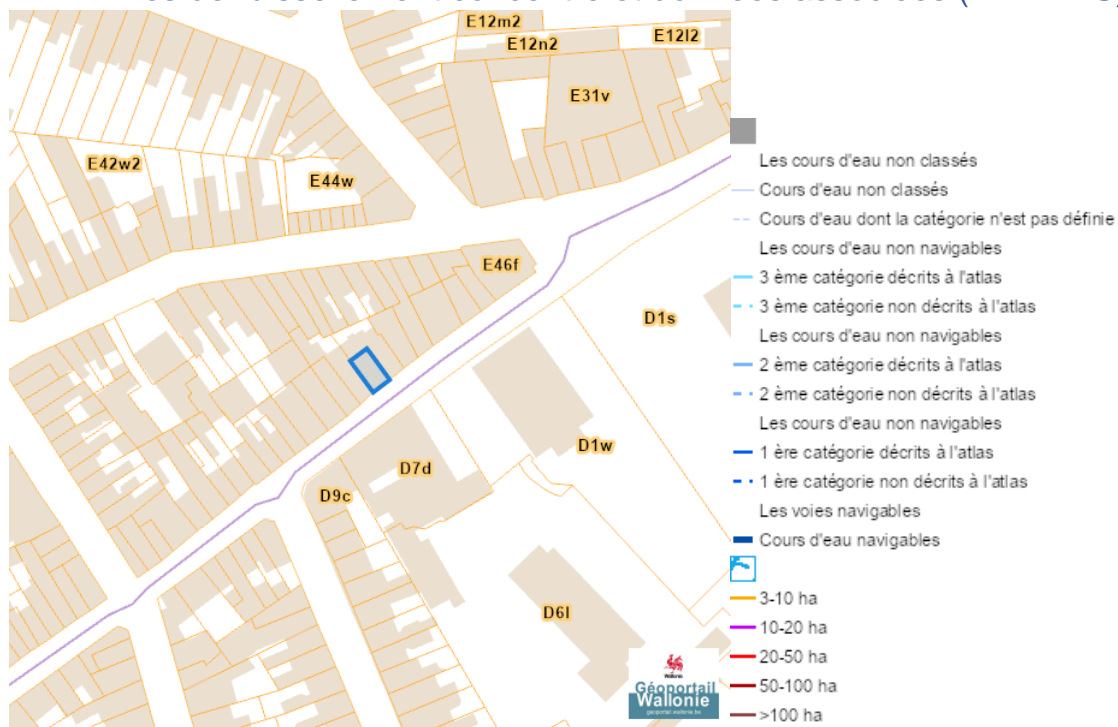 E12m2
E12n2
E12l2
E31v
E42w2
E44w
E46f
D1s
D1w
D7d
D9c
D6l
Wallonie
Géoportail
Wallonie
geoportail.wallonie.be
Les cours d'eau non classés
Cours d'eau non classés
Cours d'eau dont la catégorie n'est pas définie
Les cours d'eau non navigables
3 ème catégorie décrits à l'atlas
3 ème catégorie non décrits à l'atlas
Les cours d'eau non navigables
2 ème catégorie décrits à l'atlas
2 ème catégorie non décrits à l'atlas
Les cours d'eau non navigables
1 ère catégorie décrits à l'atlas
1 ère catégorie non décrits à l'atlas
Les voies navigables
Cours d'eau navigables
3-10 ha
10-20 ha
20-50 ha
50-100 ha
>100 ha